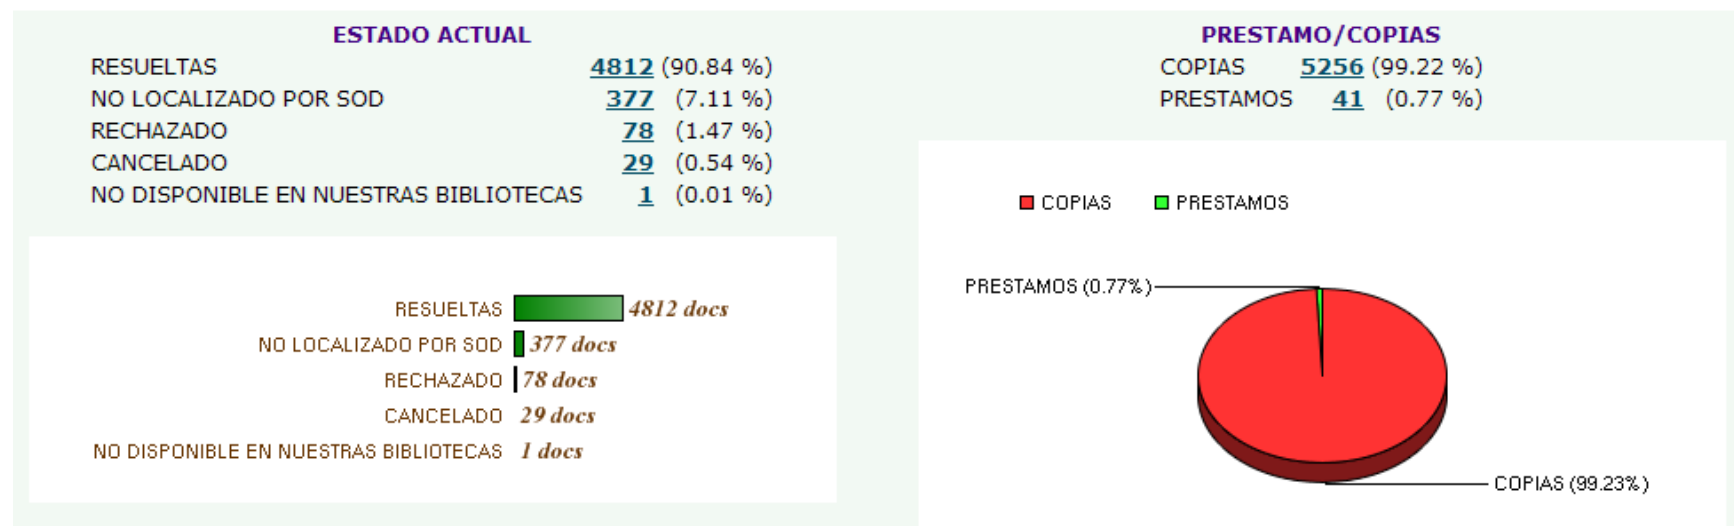 ESTADO ACTUAL
RESUELTAS 4812 (90.84 %)
NO LOCALIZADO POR SOD 377 (7.11 %)
RECHAZADO 78 (1.47 %)
CANCELADO 29 (0.54 %)
NO DISPONIBLE EN NUESTRAS BIBLIOTECAS 1 (0.01 %)
RESUELTAS 4812 docs
NO LOCALIZADO POR SOD 377 docs
RECHAZADO 78 docs
CANCELADO 29 docs
NO DISPONIBLE EN NUESTRAS BIBLIOTECAS 1 docs
PRESTAMO/COPIAS
COPIAS 5256 (99.22 %)
PRESTAMOS 41 (0.77 %)
COPIAS PRESTAMOS
PRESTAMOS (0.77%)
COPIAS (99.23%)